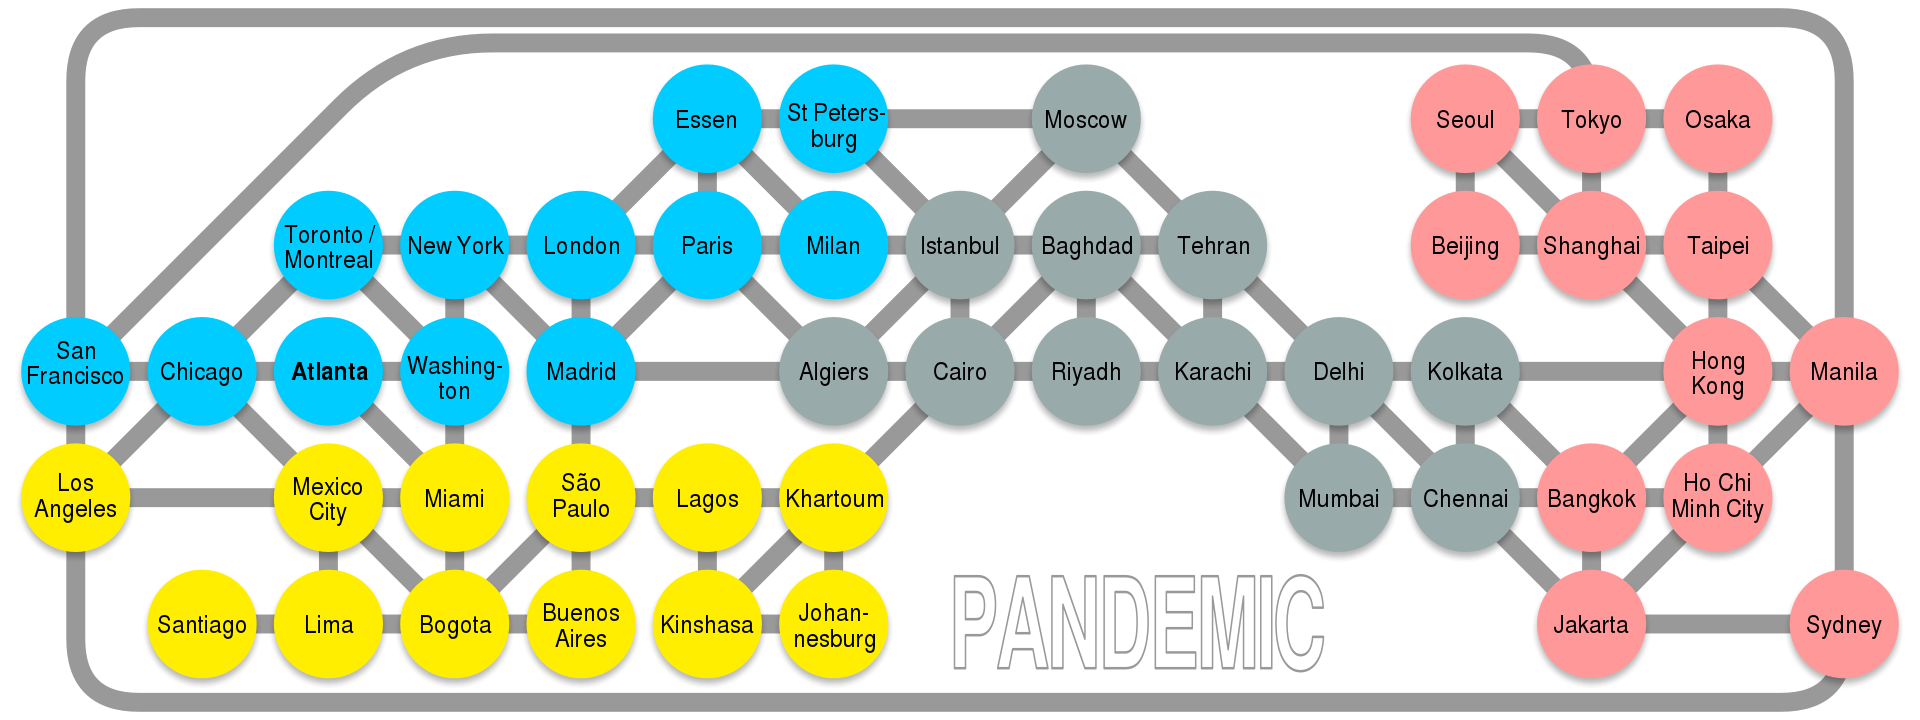 Essen
St Peters-
burg
Moscow
Seoul
Tokyo
Osaka
Toronto /
Montreal
New York
London
Paris
Milan
Istanbul
Baghdad
Tehran
Beijing
Shanghai
Taipei
San
Francisco
Chicago
Atlanta
Washing-
ton
Madrid
Algiers
Cairo
Riyadh
Karachi
Delhi
Kolkata
Hong
Kong
Manila
Los
Angeles
Mexico
City
Miami
São
Paulo
Lagos
Khartoum
Mumbai
Chennai
Bangkok
Ho Chi
Minh City
Santiago
Lima
Bogota
Buenos
Aires
Kinshasa
Johan-
nesburg
PANDEMIC
Jakarta
Sydney